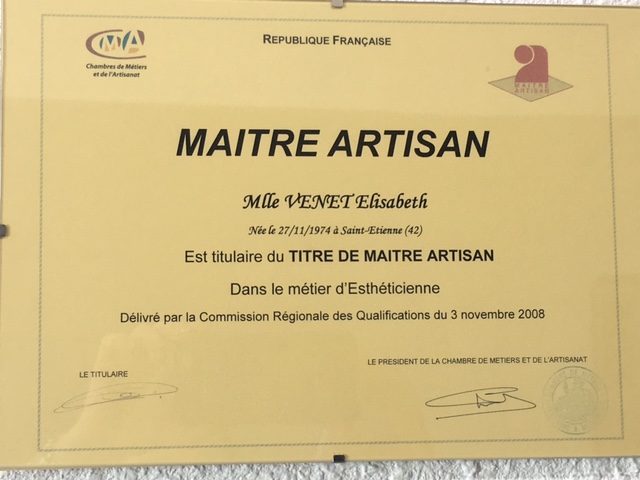 CMA
Chambres de Métiers
et de l'Artisanat
REPUBLIQUE FRANÇAISE
MAITRE
ARTISAN
MAITRE ARTISAN
Mlle VENET Elisabeth
Née le 27/11/1974 à Saint-Etienne (42)
Est titulaire du TITRE DE MAITRE ARTISAN
Dans le métier d'Esthéticienne
Délivré par la Commission Régionale des Qualifications du 3 novembre 2008
LE PRESIDENT DE LA CHAMBRE DE METIERS ET DE L'ARTISANAT
LE TITULAIRE